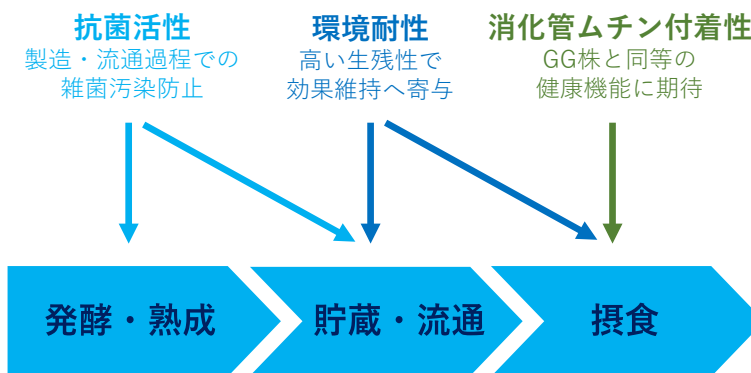 抗菌活性
製造・流通過程での
雑菌汚染防止
環境耐性
高い生残性で
効果維持へ寄与
消化管ムチン付着性
GG株と同等の
健康機能に期待
発酵・熟成
貯蔵・流通
摂食